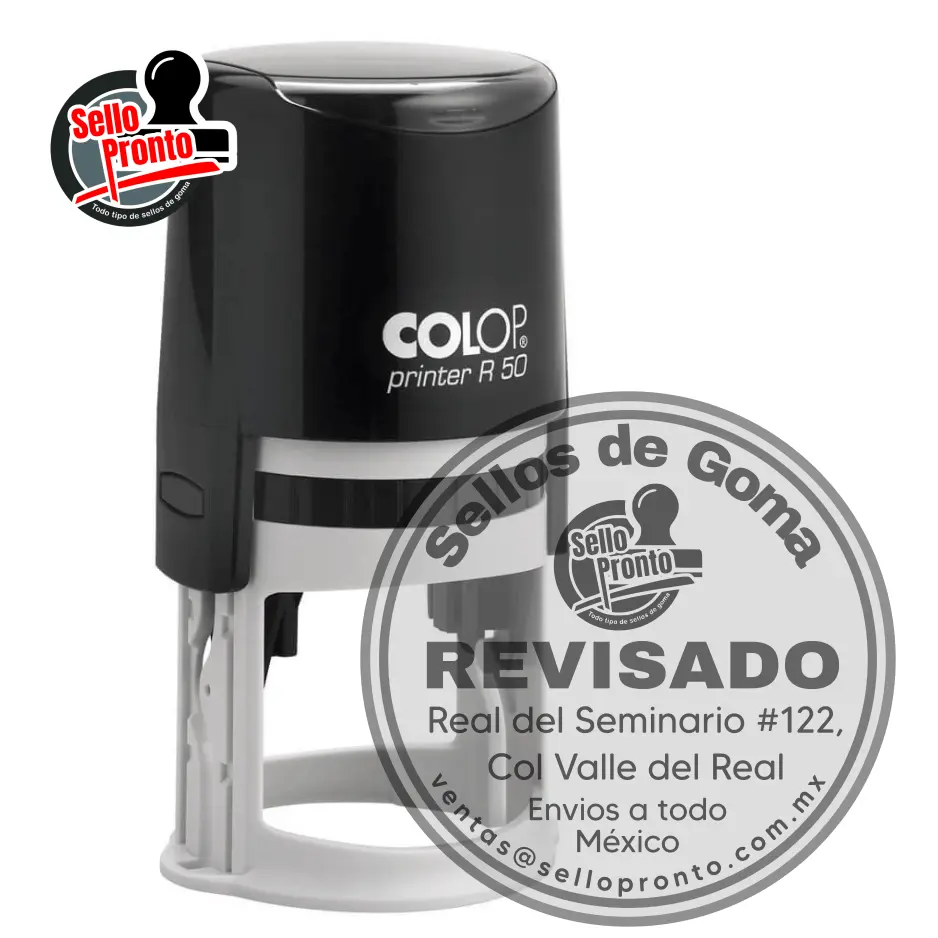 Sello
Pronto
Todo tipo de sellos de goma
COLOP®
printer R 50
Sellos de Goma
Sello
Pronto
Todo tipo de sellos de goma
REVISADO
Real del Seminario #122,
Col Valle del Real
Envios a todo
México
ventas@sellopronto.com.mx